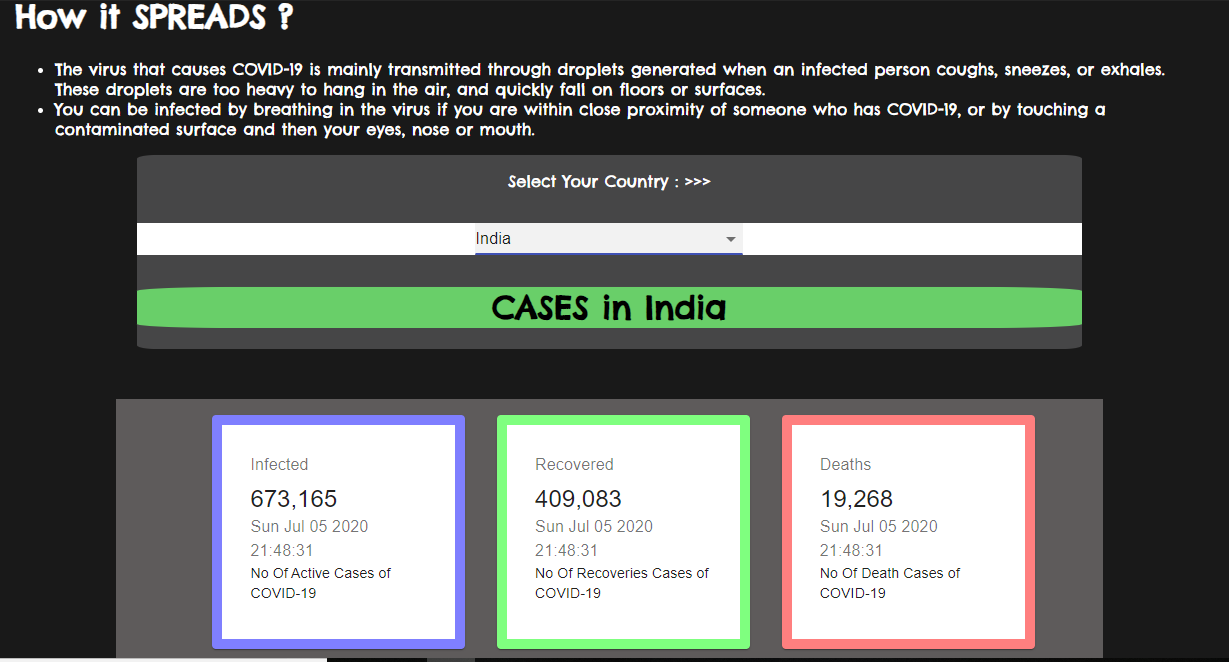 How it SPREADS ?
• The virus that causes COVID-19 is mainly transmitted through droplets generated when an infected person coughs, sneezes, or exhales.
These droplets are too heavy to hang in the air, and quickly fall on floors or surfaces.
• You can be infected by breathing in the virus if you are within close proximity of someone who has COVID-19, or by touching a
contaminated surface and then your eyes, nose or mouth.
Select Your Country : >>>
India
CASES in India
Infected
673,165
Sun Jul 05 2020
21:48:31
No Of Active Cases of
COVID-19
Recovered
409,083
Sun Jul 05 2020
21:48:31
No Of Recoveries Cases of
COVID-19
Deaths
19,268
Sun Jul 05 2020
21:48:31
No Of Death Cases of
COVID-19